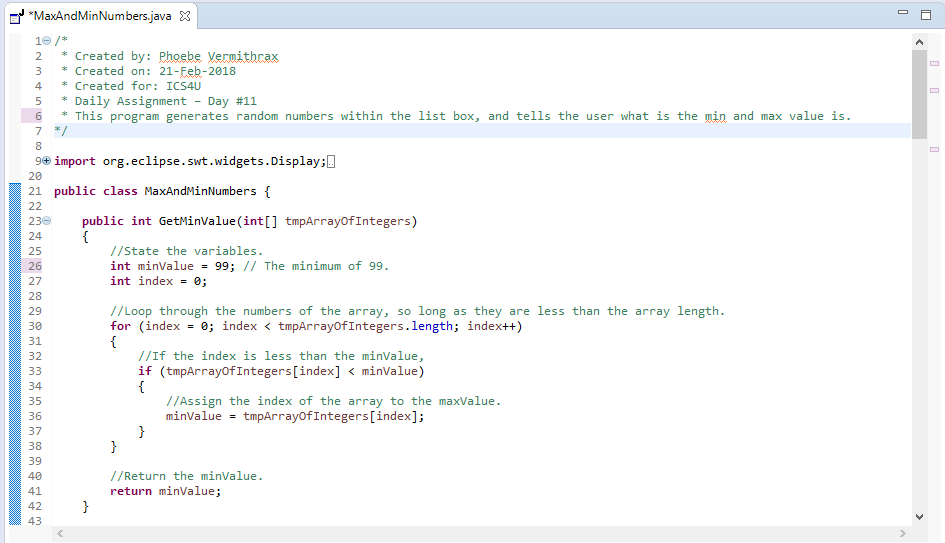 *MaxAndMinNumbers.java
1 /*
2  * Created by: Phoebe Vermithrax
3  * Created on: 21-Feb-2018
4  * Created for: ICS4U
5  * Daily Assignment – Day #11
6  * This program generates random numbers within the list box, and tells the user what is the min and max value is.
7 */
8
9 import org.eclipse.swt.widgets.Display;
20
21 public class MaxAndMinNumbers {
22
23     public int GetMinValue(int[] tmpArrayOfIntegers)
24     {
25         //State the variables.
26         int minValue = 99; // The minimum of 99.
27         int index = 0;
28
29         //Loop through the numbers of the array, so long as they are less than the array length.
30         for (index = 0; index < tmpArrayOfIntegers.length; index++)
31         {
32             //If the index is less than the minValue,
33             if (tmpArrayOfIntegers[index] < minValue)
34             {
35                 //Assign the index of the array to the maxValue.
36                 minValue = tmpArrayOfIntegers[index];
37             }
38         }
39
40         //Return the minValue.
41         return minValue;
42     }
43